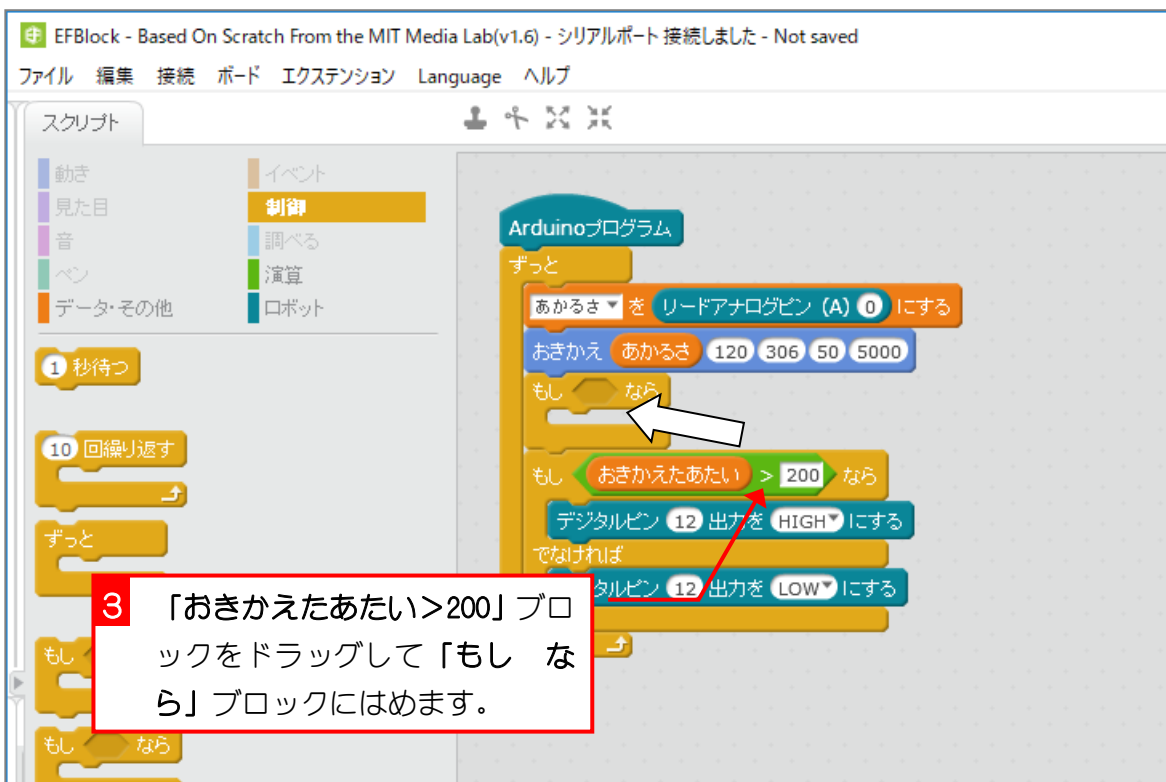 EFBlock - Based On Scratch From the MIT Media Lab(v1.6) - シリアルポート 接続しました - Not saved
ファイル 編集 接続 ボード エクステンション Language ヘルプ
スクリプト
動き イベント
見た目 制御
音 調べる
ペン 演算
データ・その他 ロボット
1 秒待つ
10 回繰り返す
ずっと
もし
もし なら
Arduinoプログラム
ずっと
あかるさ を リードアナログピン (A) 0 にする
おきかえ あかるさ 120 306 50 5000
もし なら
もし おきかえたあたい > 200 なら
デジタルピン 12 出力を HIGH にする
でなければ
タルピン 12 出力を LOW にする
3 「おきかえたあたい>200」ブロ
ックをドラッグして「もし な
ら」ブロックにはめます。